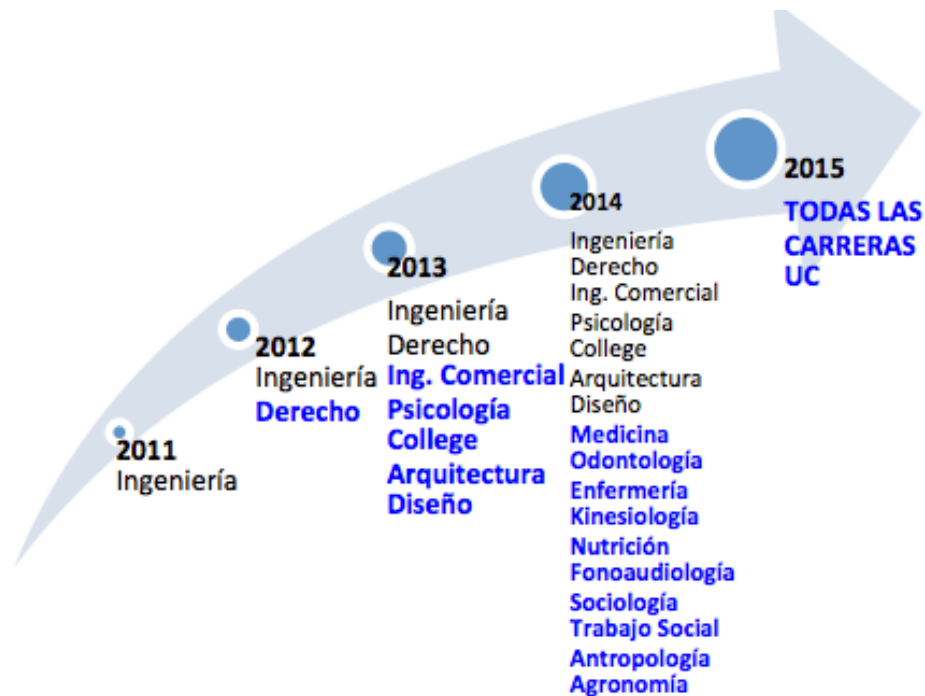 2011
Ingeniería
2012
Ingeniería
Derecho
2013
Ingeniería
Derecho
Ing. Comercial
Psicología
College
Arquitectura
Diseño
2014
Ingeniería
Derecho
Ing. Comercial
Psicología
College
Arquitectura
Diseño
Medicina
Odontología
Enfermería
Kinesiología
Nutrición
Fonoaudiología
Sociología
Trabajo Social
Antropología
Agronomía
2015
TODAS LAS
CARRERAS
UC